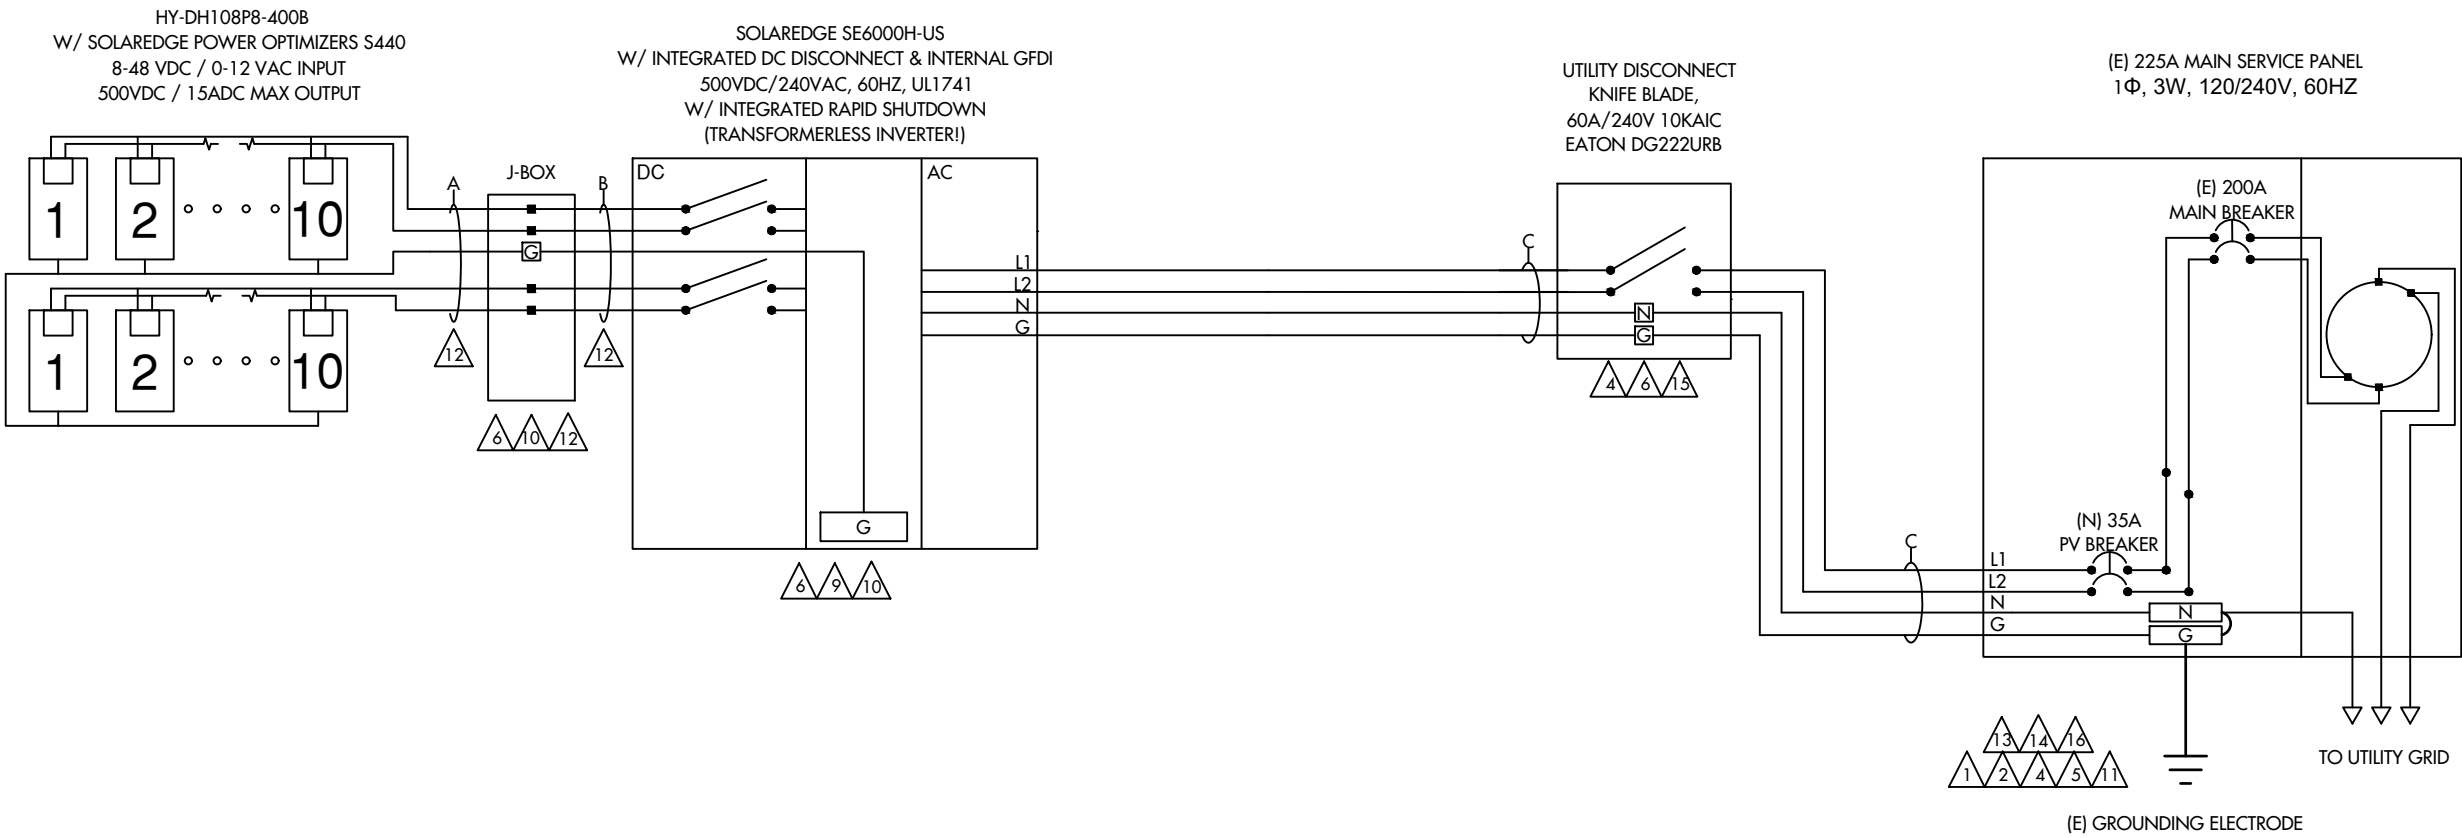 HY-DH108P8-400B
W/ SOLAREDGE POWER OPTIMIZERS S440
8-48 VDC / 0-12 VAC INPUT
500VDC / 15ADC MAX OUTPUT
SOLAREDGE SE6000H-US
W/ INTEGRATED DC DISCONNECT & INTERNAL GFDI
500VDC/240VAC, 60HZ, UL1741
W/ INTEGRATED RAPID SHUTDOWN
(TRANSFORMERLESS INVERTER!)
UTILITY DISCONNECT
KNIFE BLADE,
60A/240V 10KAIC
EATON DG222URB
(E) 225A MAIN SERVICE PANEL
1Φ, 3W, 120/240V, 60HZ
1 2 10
1 2 10
A
12
J-BOX
G
6 10 12
B
12
DC
AC
L1
L2
N
G
G
6 9 10
C
N
G
4 6 15
(E) 200A
MAIN BREAKER
(N) 35A
PV BREAKER
C
L1
L2
N
G
N
G
13 14 16
1 2 4 5 11
TO UTILITY GRID
(E) GROUNDING ELECTRODE